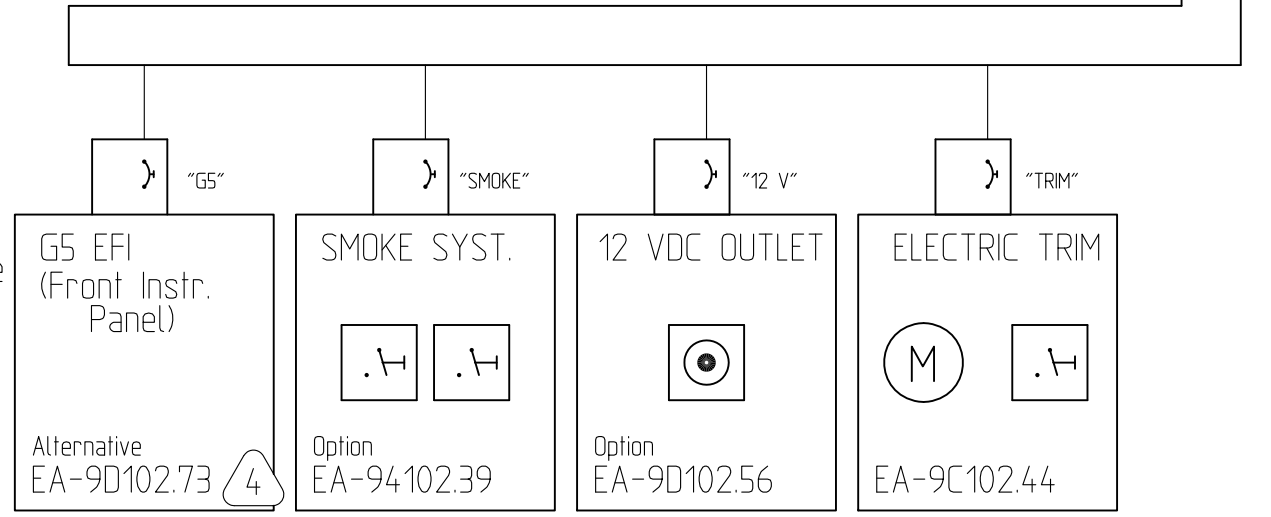 "G5"
"SMOKE"
"12 V"
"TRIM"
G5 EFI
(Front Instr.
Panel)
Alternative
EA-9D102.73
4
SMOKE SYST.
Option
EA-94102.39
12 VDC OUTLET
Option
EA-9D102.56
ELECTRIC TRIM
M
EA-9C102.44